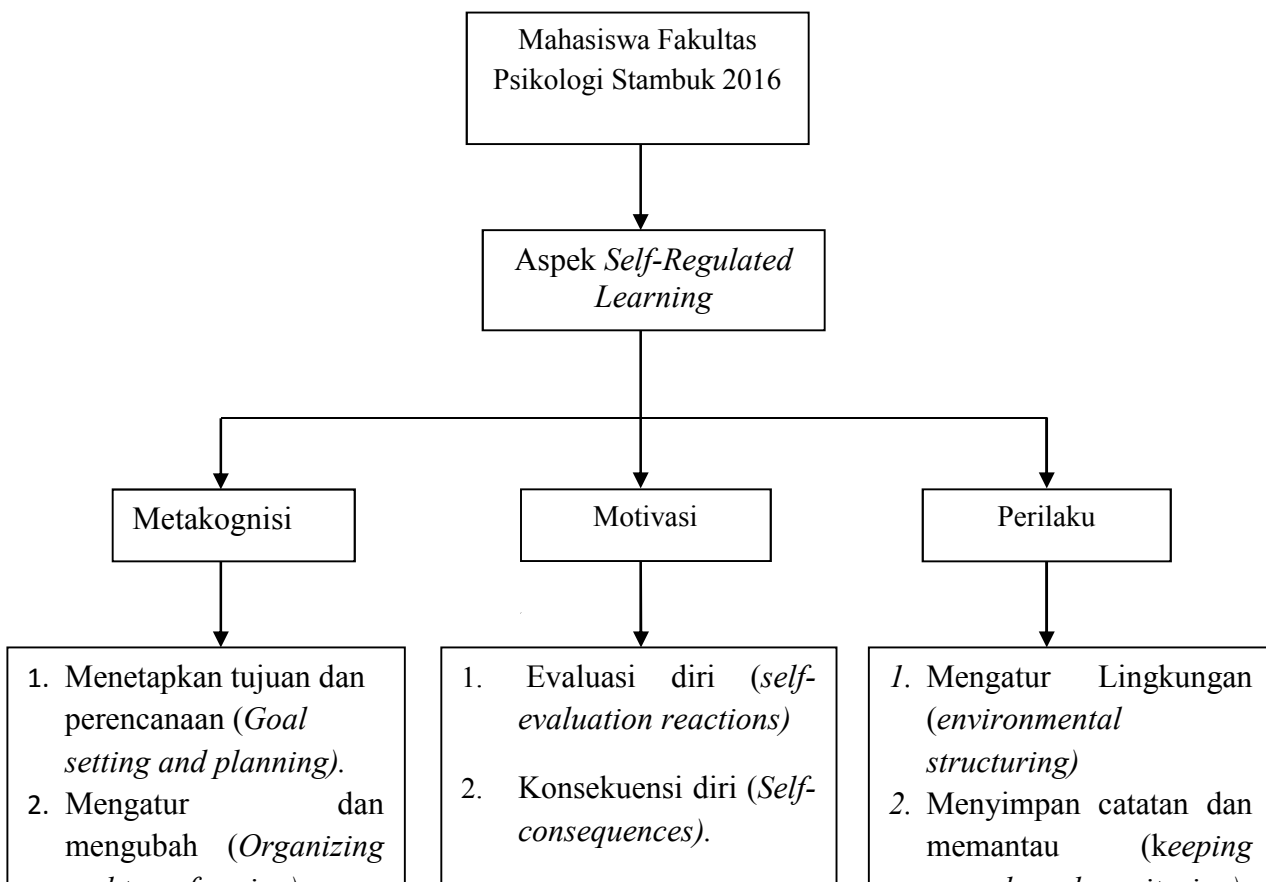 Mahasiswa Fakultas
Psikologi Stambuk 2016
Aspek Self-Regulated
Learning
Metakognisi
Motivasi
Perilaku
1. Menetapkan tujuan dan
perencanaan (Goal
setting and planning).
2. Mengatur dan
mengubah (Organizing
1. Evaluasi diri (self-
evaluation reactions)
2. Konsekuensi diri (Self-
consequences).
1. Mengatur Lingkungan
(environmental
structuring)
2. Menyimpan catatan dan
memantau (keeping